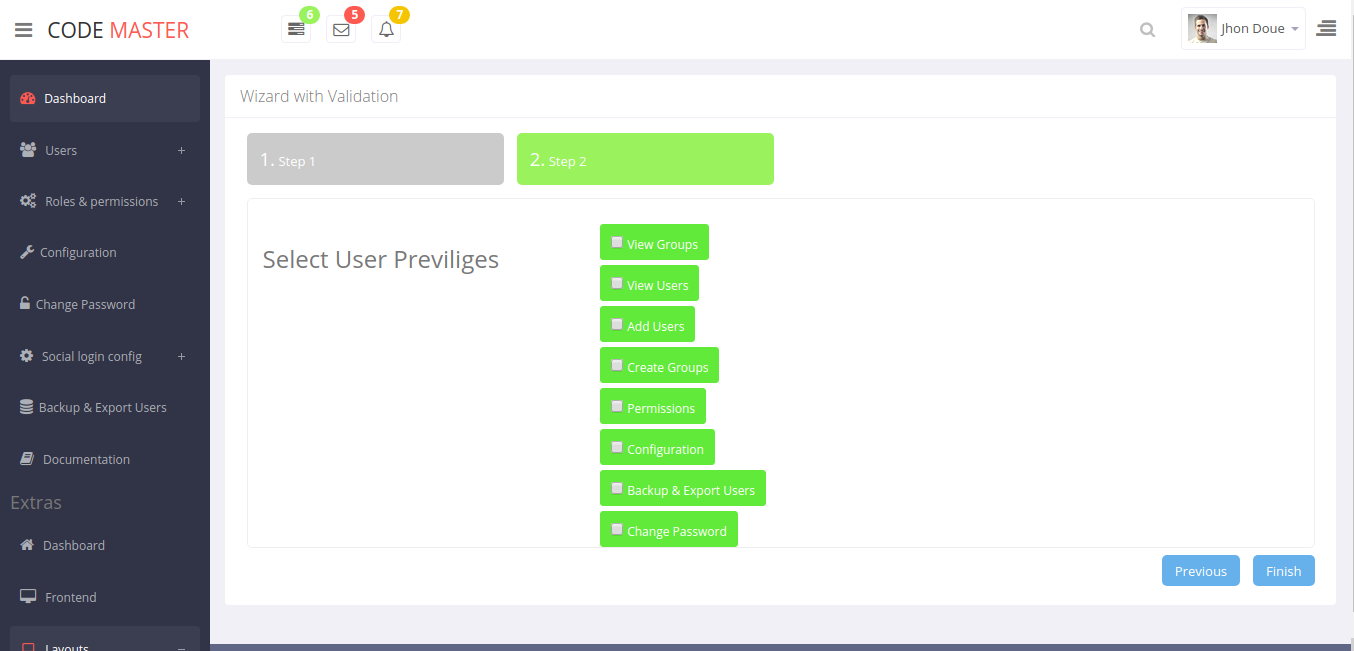 CODE MASTER
6
5
7
Jhon Doue
Dashboard
Users +
Roles & permissions +
Configuration
Change Password
Social login config +
Backup & Export Users
Documentation
Extras
Dashboard
Frontend
Layouts −
Wizard with Validation
1. Step 1
2. Step 2
Select User Previliges
View Groups
View Users
Add Users
Create Groups
Permissions
Configuration
Backup & Export Users
Change Password
Previous
Finish